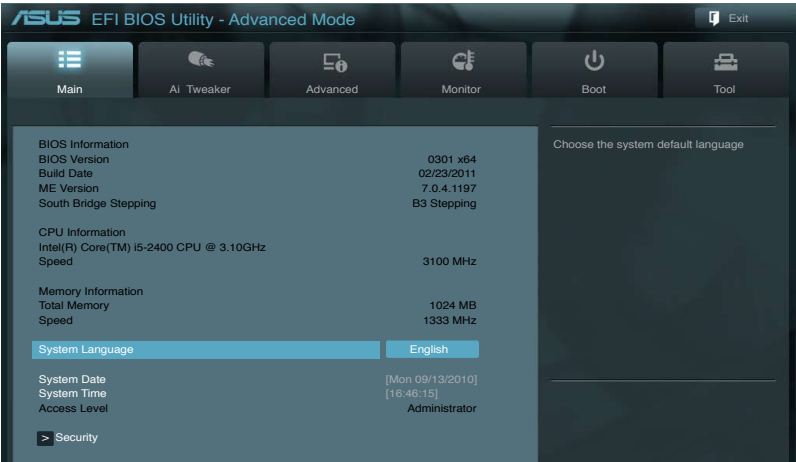 ASUS EFI BIOS Utility - Advanced Mode
Exit
Main
Ai Tweaker
Advanced
Monitor
Boot
Tool
BIOS Information
BIOS Version 0301 x64
Build Date 02/23/2011
ME Version 7.0.4.1197
South Bridge Stepping B3 Stepping
CPU Information
Intel(R) Core(TM) i5-2400 CPU @ 3.10GHz
Speed 3100 MHz
Memory Information
Total Memory 1024 MB
Speed 1333 MHz
System Language English
System Date [Mon 09/13/2010]
System Time [16:46:15]
Access Level Administrator
> Security
Choose the system default language